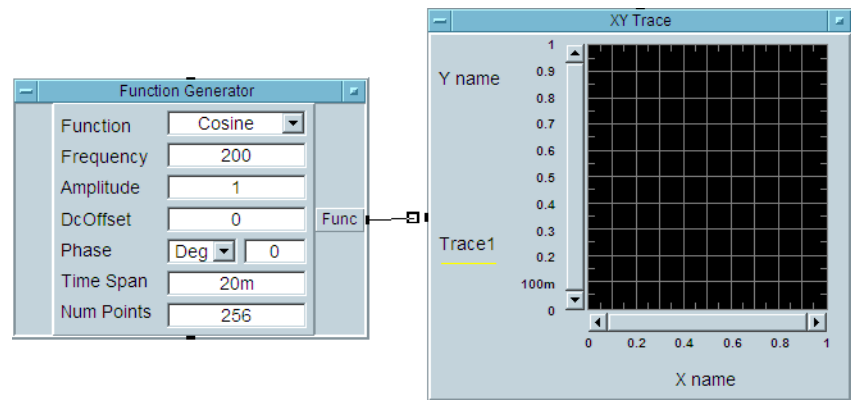 Function Generator
Function Cosine
Frequency 200
Amplitude 1
DcOffset 0
Phase Deg 0
Time Span 20m
Num Points 256
Func
XY Trace
Y name
Trace1
1
0.9
0.8
0.7
0.6
0.5
0.4
0.3
0.2
100m
0
0 0.2 0.4 0.6 0.8 1
X name